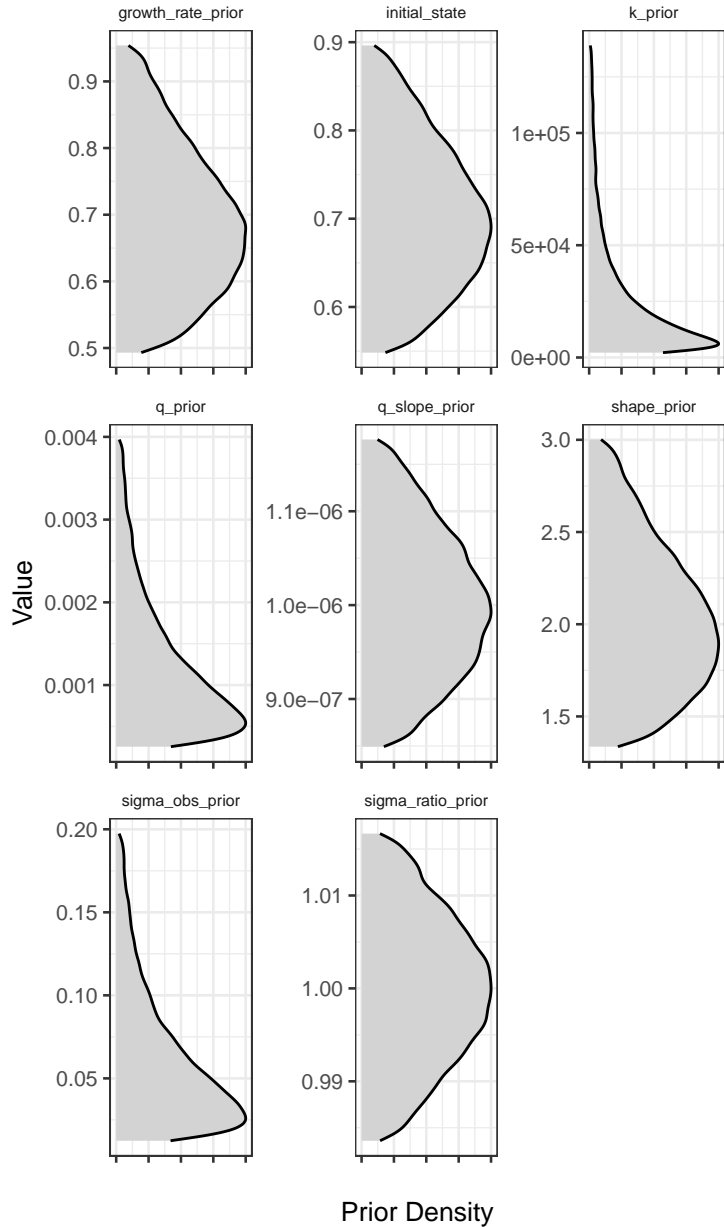 growth_rate_prior
initial_state
k_prior
0.9
0.8
0.7
0.6
0.5
0.9
0.8
0.7
0.6
1e+05
5e+04
0e+00
q_prior
q_slope_prior
shape_prior
0.004
0.003
0.002
0.001
1.1e−06
1.0e−06
9.0e−07
3.0
2.5
2.0
1.5
Value
sigma_obs_prior
sigma_ratio_prior
0.20
0.15
0.10
0.05
1.01
1.00
0.99
Prior Density